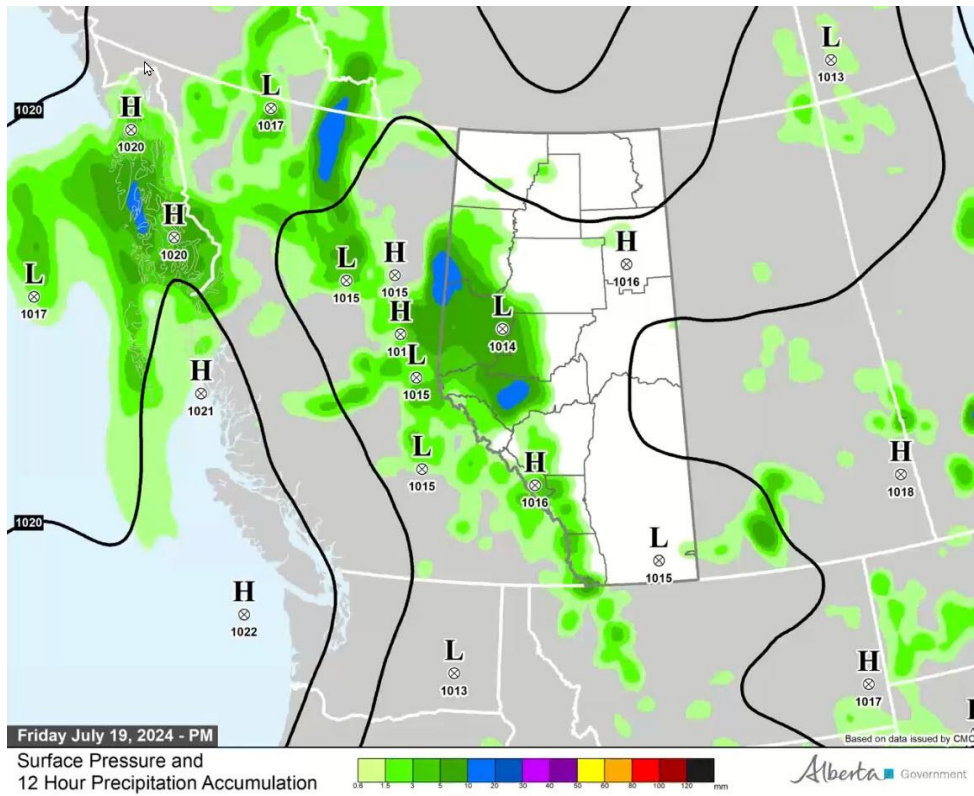 L
1013
L
1017
1020
H
1020
H
1020
H
1016
H
1015
L
1015
L
1017
L
1014
H
101
L
1015
H
1021
L
1015
H
1016
H
1018
1020
L
1015
H
1022
L
1013
H
1017
Friday July 19, 2024 - PM
Based on data issued by CMC
Surface Pressure and
12 Hour Precipitation Accumulation
0.6 1.5 3 5 10 20 30 40 50 60 80 100 120 mm
Alberta Government